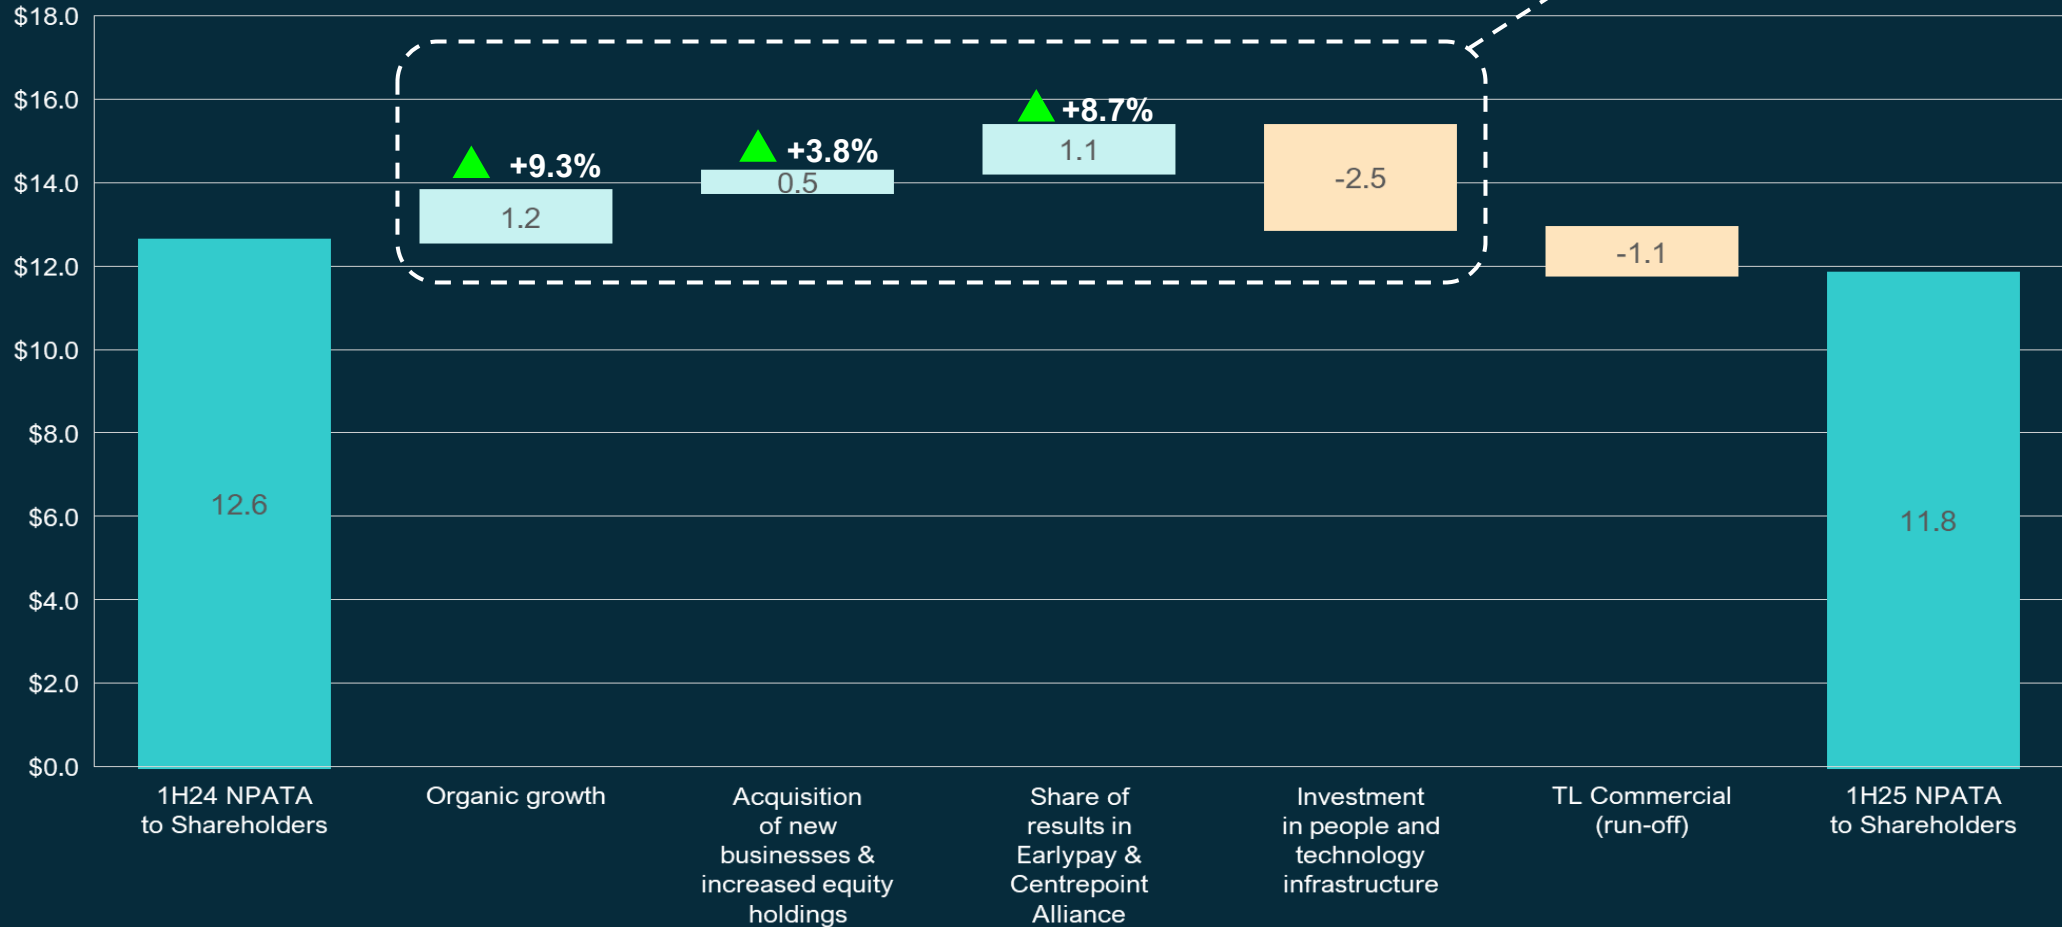 $18.0
$16.0
$14.0
$12.0
$10.0
$8.0
$6.0
$4.0
$2.0
$0.0
+9.3%
+3.8%
+8.7%
12.6
1.2
0.5
1.1
-2.5
-1.1
11.8
1H24 NPATA
to Shareholders
Organic growth
Acquisition
of new
businesses &
increased equity
holdings
Share of
results in
Earlypay &
Centrepoint
Alliance
Investment
in people and
technology
infrastructure
TL Commercial
(run-off)
1H25 NPATA
to Shareholders